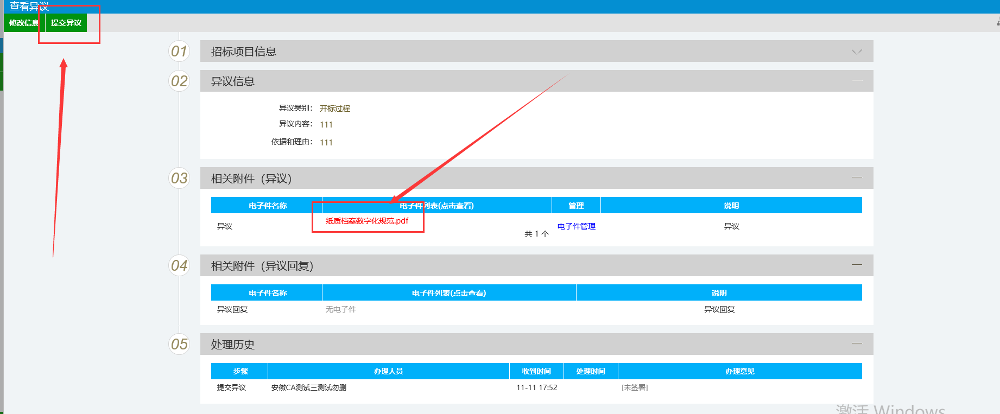 查看异议
修改信息 提交异议
01 招标项目信息
02 异议信息
异议类别： 开标过程
异议内容： 111
依据和理由： 111
03 相关附件（异议）
电子件名称 电子件列表(点击查看) 管理 说明
异议 纸质档案数字化规范.pdf 电子件管理 异议
共 1 个
04 相关附件（异议回复）
电子件名称 电子件列表(点击查看) 说明
异议回复 无电子件 异议回复
05 处理历史
步骤 办理人员 收到时间 处理时间 办理意见
提交异议 安徽CA测试三测试勿删 11-11 17:52 [未签署]
激活 Windows